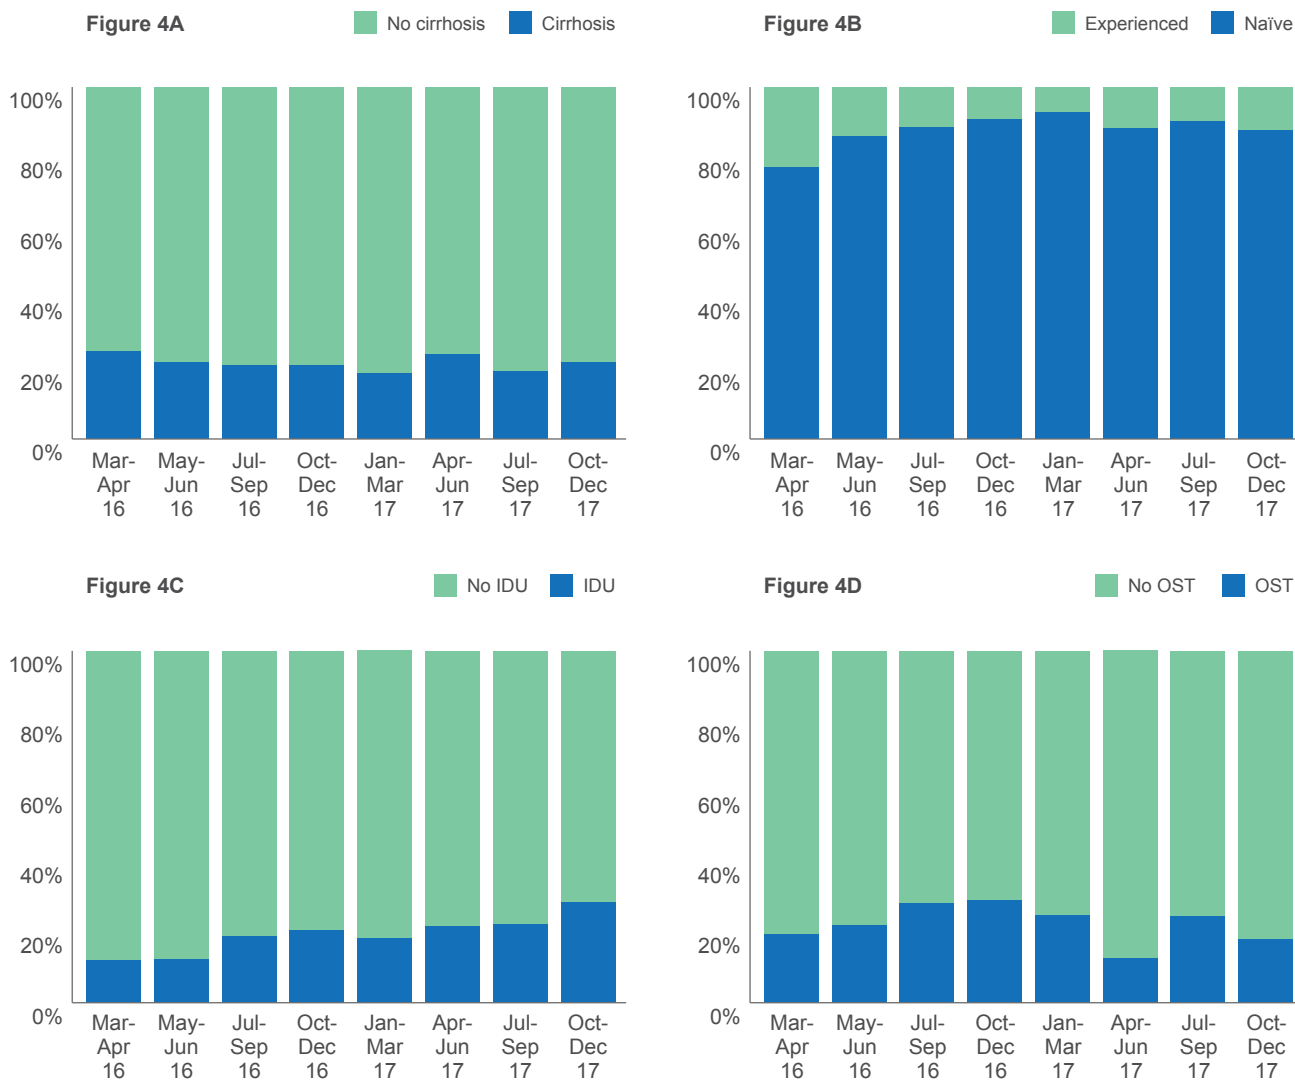 Figure 4A
No cirrhosis Cirrhosis
100%
80%
60%
40%
20%
0%
Mar- May- Jul- Oct- Jan- Apr- Jul- Oct-
Apr Jun Sep Dec Mar Jun Sep Dec
16 16 16 16 17 17 17 17
Figure 4B
Experienced Naïve
100%
80%
60%
40%
20%
0%
Mar- May- Jul- Oct- Jan- Apr- Jul- Oct-
Apr Jun Sep Dec Mar Jun Sep Dec
16 16 16 16 17 17 17 17
Figure 4C
No IDU IDU
100%
80%
60%
40%
20%
0%
Mar- May- Jul- Oct- Jan- Apr- Jul- Oct-
Apr Jun Sep Dec Mar Jun Sep Dec
16 16 16 16 17 17 17 17
Figure 4D
No OST OST
100%
80%
60%
40%
20%
0%
Mar- May- Jul- Oct- Jan- Apr- Jul- Oct-
Apr Jun Sep Dec Mar Jun Sep Dec
16 16 16 16 17 17 17 17